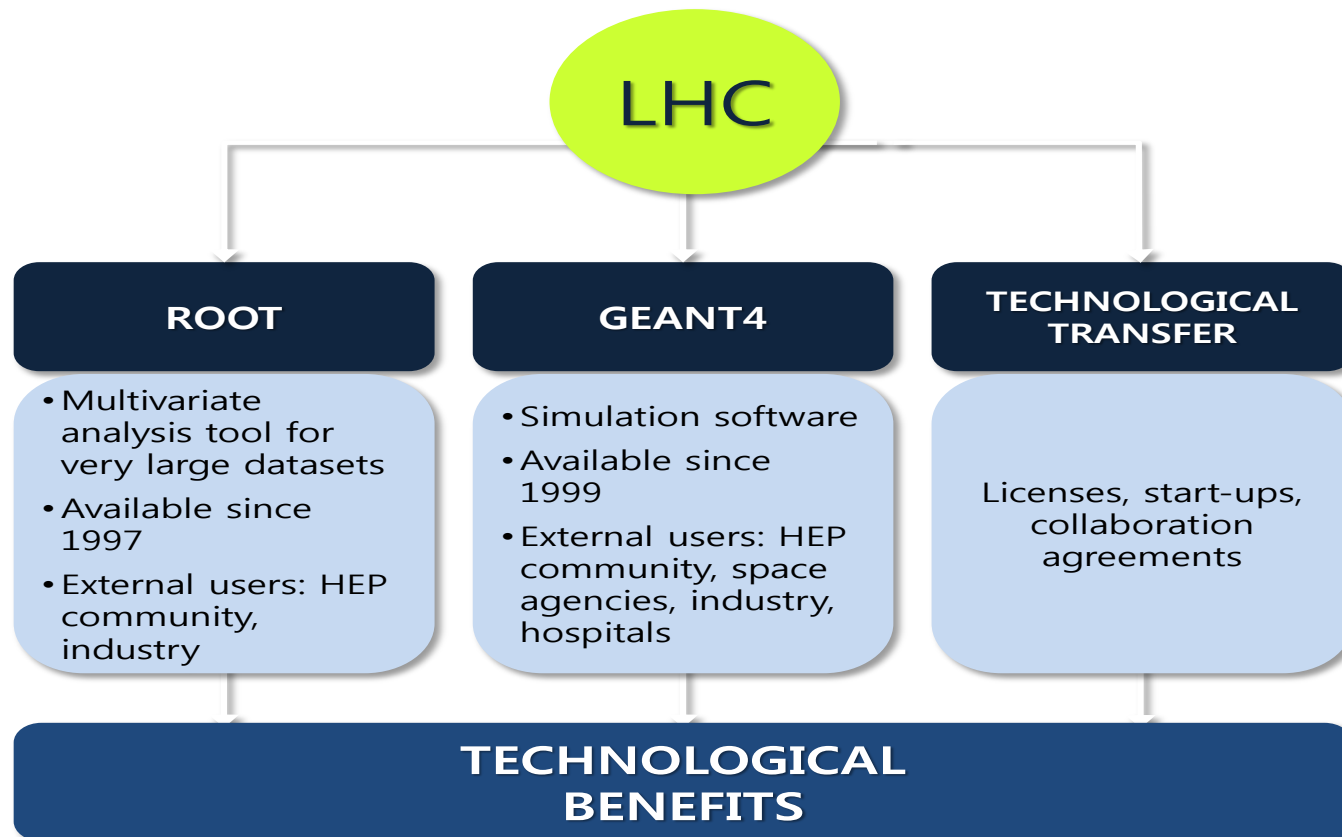 LHC
ROOT
• Multivariate
analysis tool for
very large datasets
• Available since
1997
• External users: HEP
community,
industry
GEANT4
• Simulation software
• Available since
1999
• External users: HEP
community, space
agencies, industry,
hospitals
TECHNOLOGICAL
TRANSFER
Licenses, start-ups,
collaboration
agreements
TECHNOLOGICAL
BENEFITS